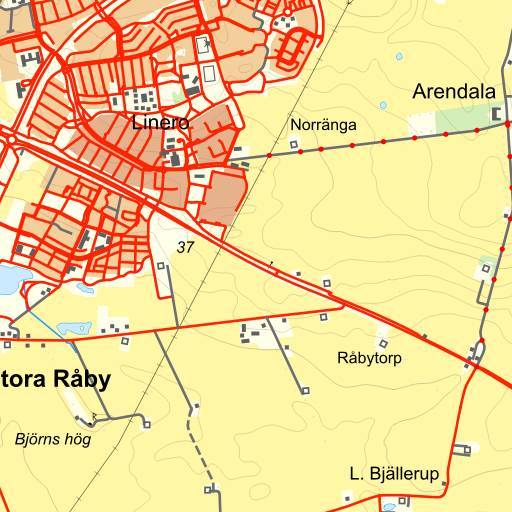 Arendala
Linero
Norränga
37
Råbytorp
tora Råby
Björns hög
L. Bjällerup